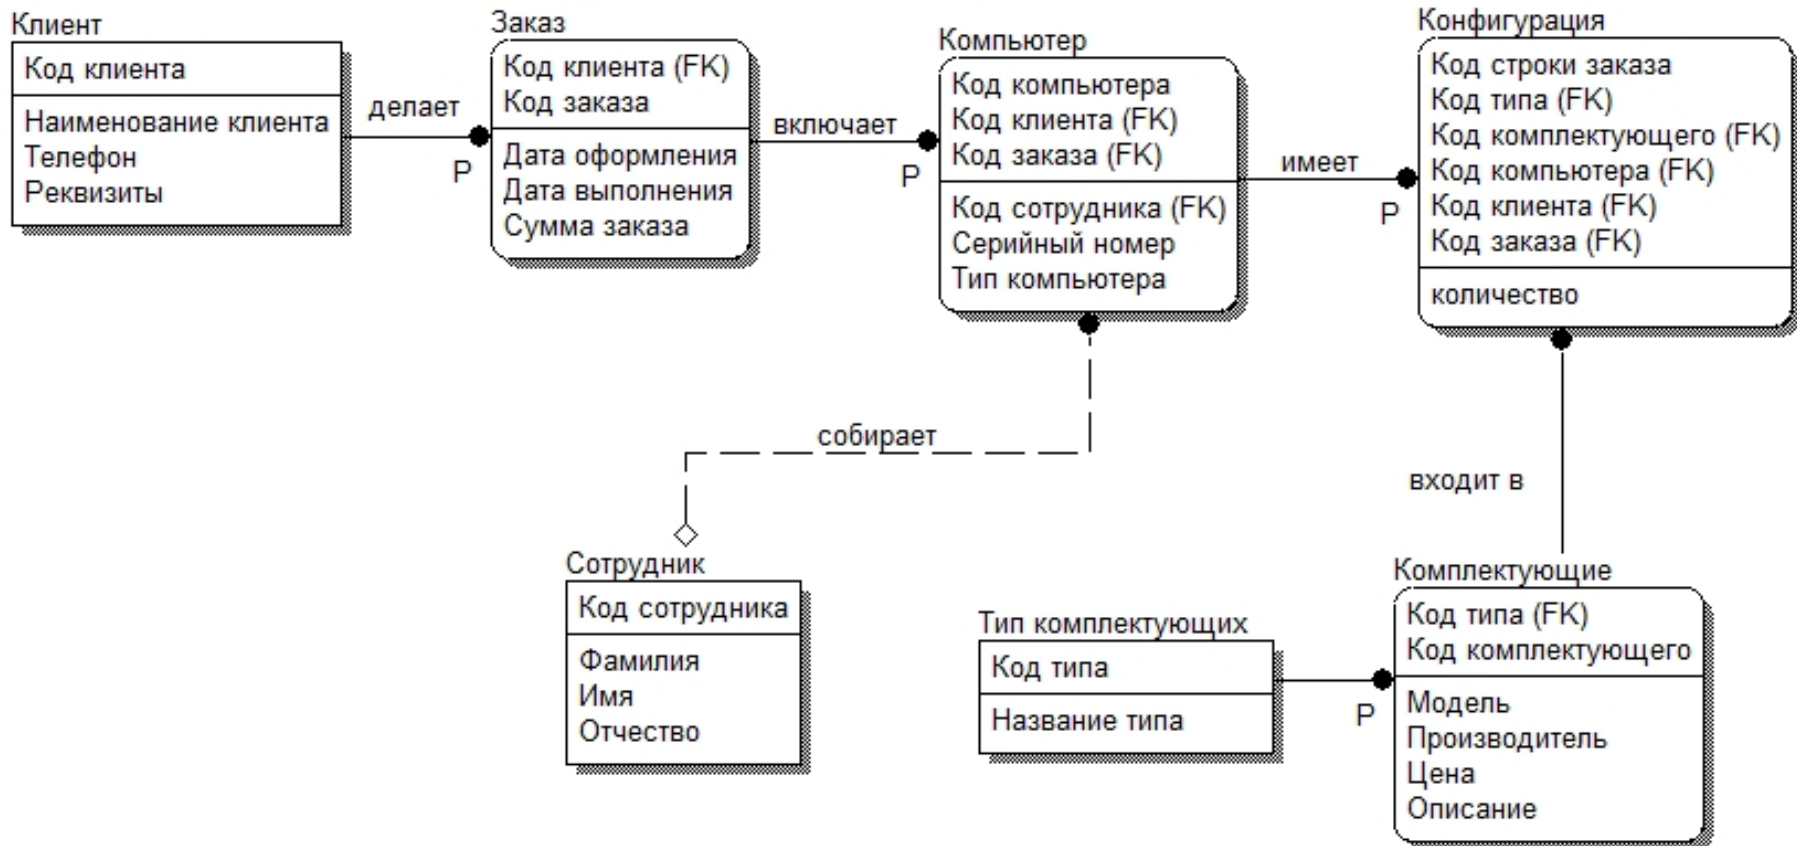 Клиент
Код клиента
Наименование клиента
Телефон
Реквизиты
делает
P
Заказ
Код клиента (FK)
Код заказа
Дата оформления
Дата выполнения
Сумма заказа
включает
P
Компьютер
Код компьютера
Код клиента (FK)
Код заказа (FK)
Код сотрудника (FK)
Серийный номер
Тип компьютера
имеет
P
Конфигурация
Код строки заказа
Код типа (FK)
Код комплектующего (FK)
Код компьютера (FK)
Код клиента (FK)
Код заказа (FK)
количество
собирает
входит в
Сотрудник
Код сотрудника
Фамилия
Имя
Отчество
Тип комплектующих
Код типа
Название типа
P
Комплектующие
Код типа (FK)
Код комплектующего
Модель
Производитель
Цена
Описание